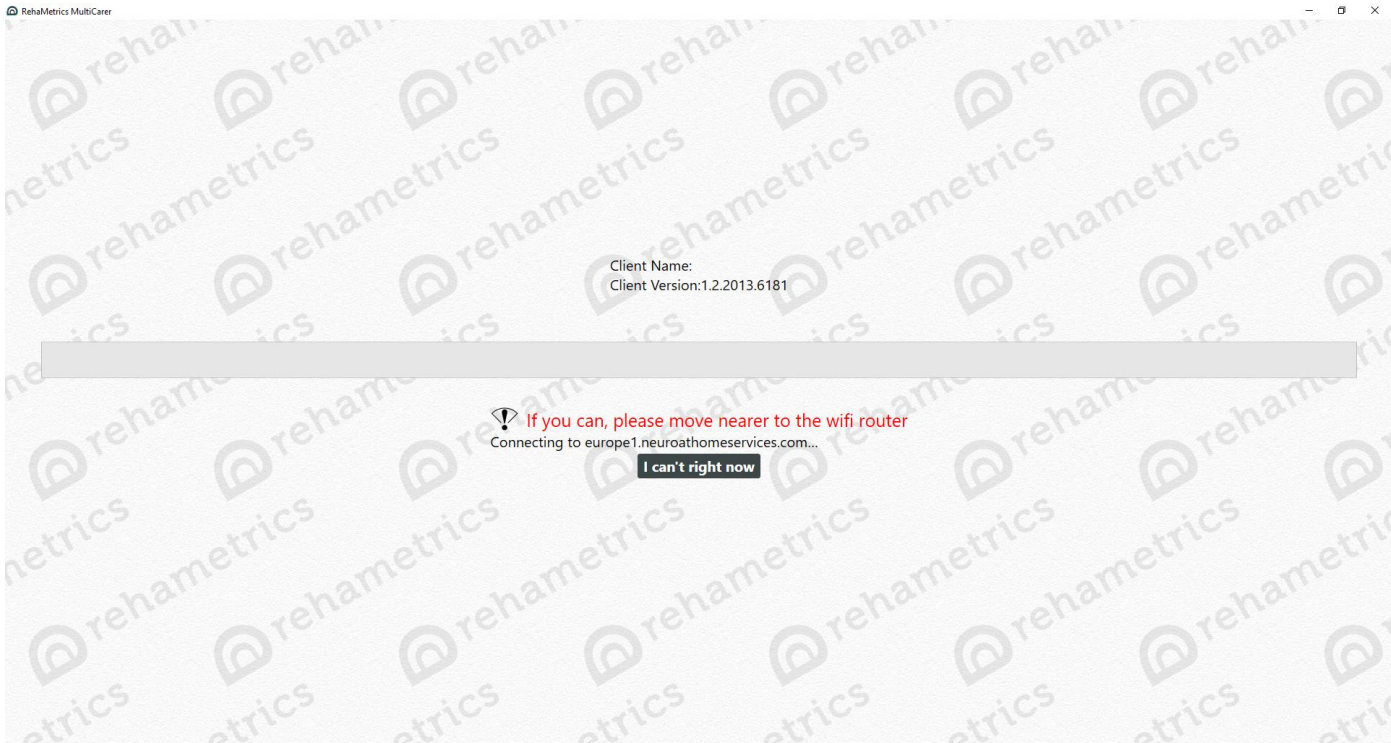 RehaMetrics MultiCarer
Client Name:
Client Version:1.2.2013.6181
If you can, please move nearer to the wifi router
Connecting to europe1.neuroathomeservices.com...
I can't right now
rehametrics